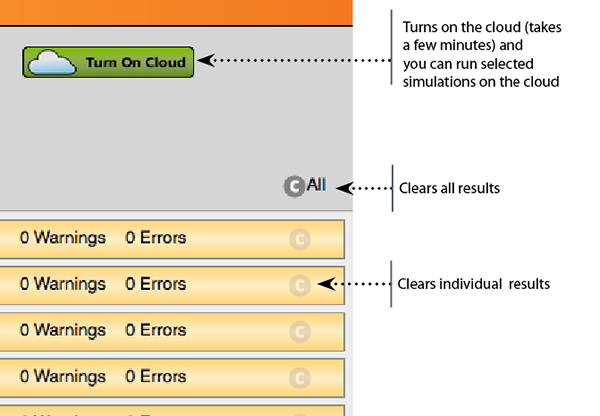 Turn On Cloud
Turns on the cloud (takes
a few minutes) and
you can run selected
simulations on the cloud
C All
Clears all results
0 Warnings 0 Errors C
0 Warnings 0 Errors C
Clears individual results
0 Warnings 0 Errors C
0 Warnings 0 Errors C